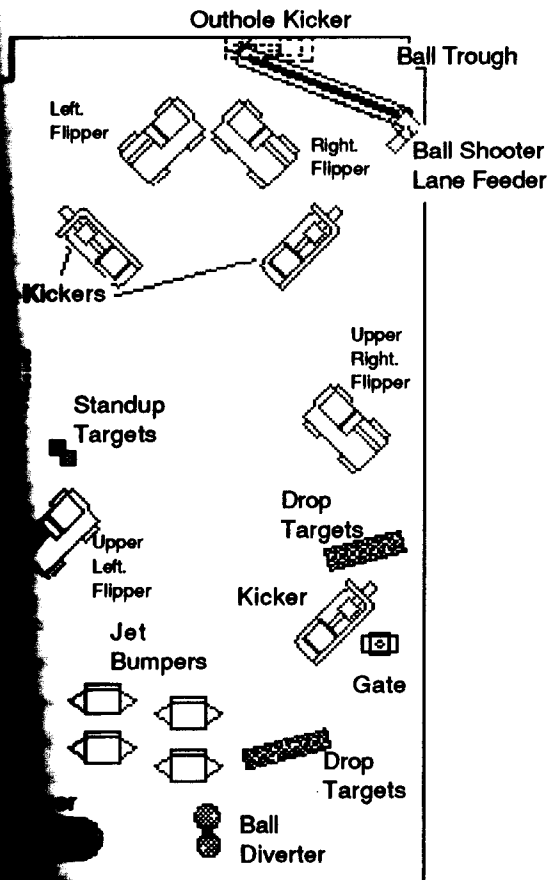 Outhole Kicker
Ball Trough
Left.
Flipper
Right.
Flipper
Ball Shooter
Lane Feeder
Kickers
Upper
Right.
Flipper
Standup
Targets
Drop
Targets
Upper
Left.
Flipper
Kicker
Jet
Bumpers
Gate
Drop
Targets
Ball
Diverter